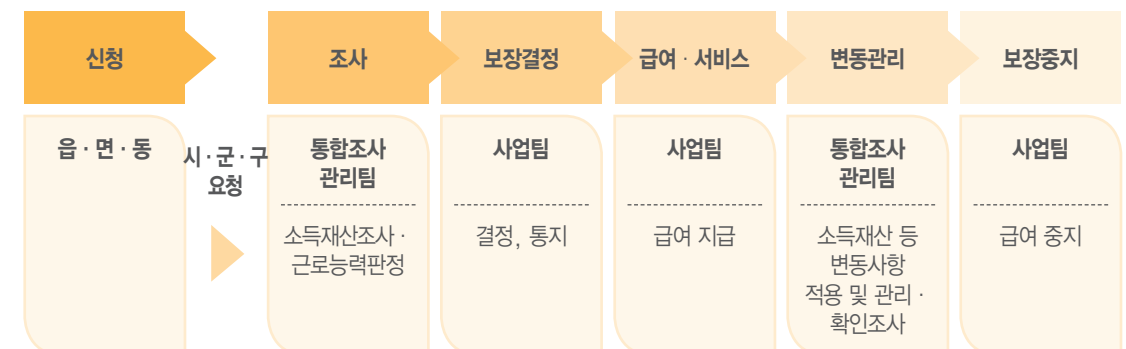 신청
조사
보장결정
급여 · 서비스
변동관리
보장중지
읍 · 면 · 동
시 · 군 · 구
요청
통합조사
관리팀
소득재산조사 ·
근로능력판정
사업팀
결정, 통지
사업팀
급여 지급
통합조사
관리팀
소득재산 등
변동사항
적용 및 관리 ·
확인조사
사업팀
급여 중지